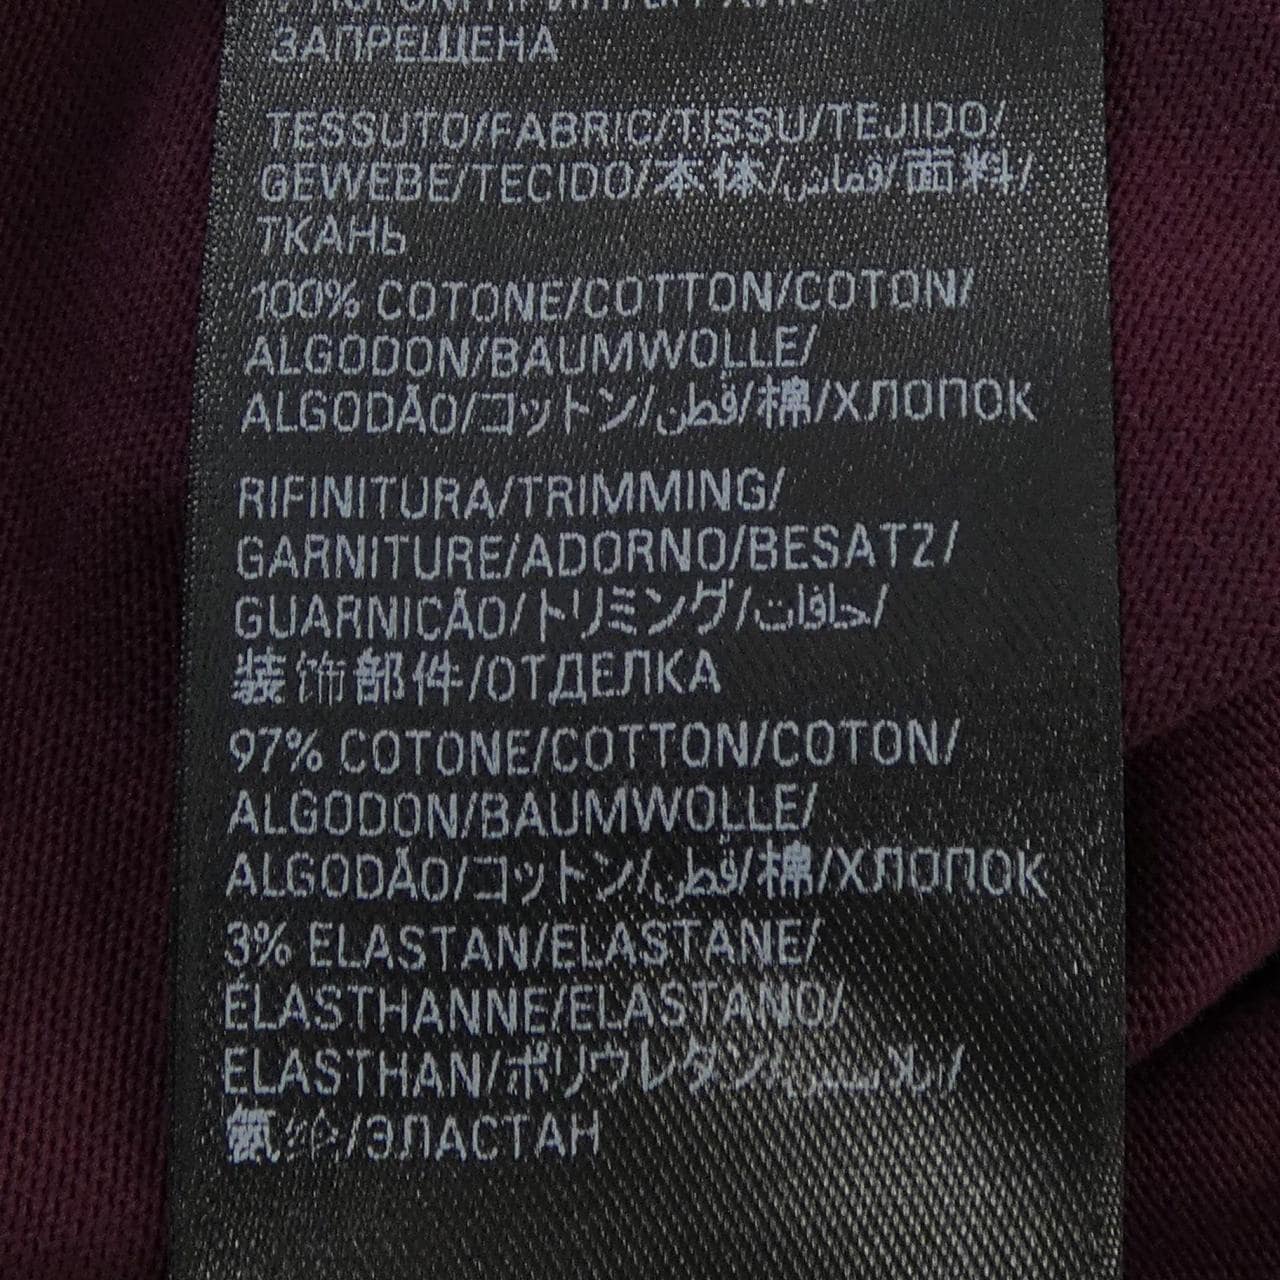 ЗАПРЕЩЕНА
TESSUTO/FABRIC/TISSU/TEJIDO/
GEWEBE/TECIDO/本体/قماش/面料/
ТКАНЬ
100% COTONE/COTTON/COTON/
ALGODON/BAUMWOLLE/
ALGODÃO/コットン/قطن/棉/ХЛОПОК
RIFINITURA/TRIMMING/
GARNITURE/ADORNO/BESATZ/
GUARNICÃO/トリミング/حافات/
装饰部件/ОТДЕЛКА
97% COTONE/COTTON/COTON/
ALGODON/BAUMWOLLE/
ALGODÃO/コットン/قطن/棉/ХЛОПОК
3% ELASTAN/ELASTANE/
ÉLASTHANNE/ELASTANO/
ELASTHAN/ポリウレタン/
氨纶/ЭЛАСТАН